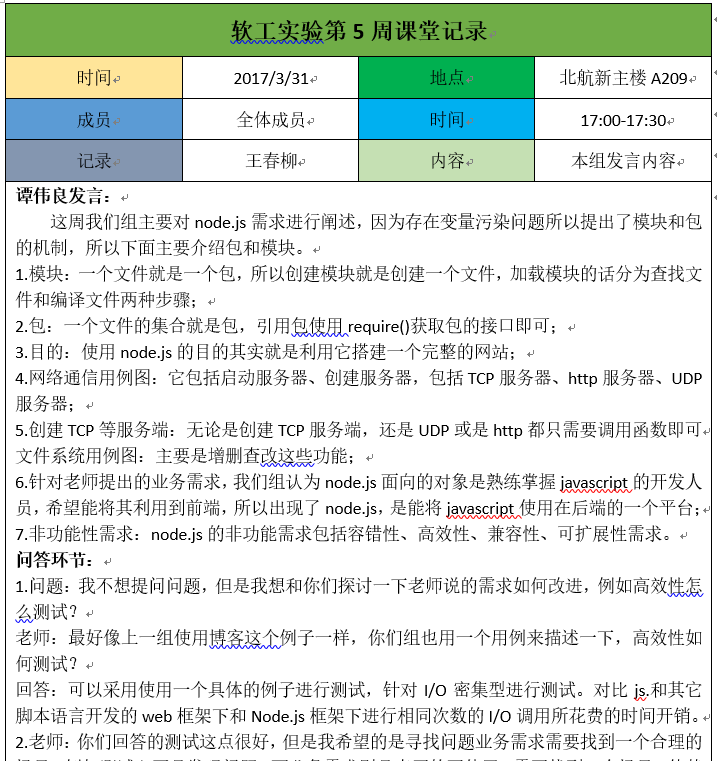 软工实验第 5 周课堂记录
时间 2017/3/31 地点 北航新主楼 A209
成员 全体成员 时间 17:00-17:30
记录 王春柳 内容 本组发言内容
谭伟良发言：
这周我们组主要对 node.js 需求进行阐述，因为存在变量污染问题所以提出了模块和包
的机制，所以下面主要介绍包和模块。
1.模块：一个文件就是一个包，所以创建模块就是创建一个文件，加载模块的话分为查找文
件和编译文件两种步骤；
2.包：一个文件的集合就是包，引用包使用 require()获取包的接口即可；
3.目的：使用 node.js 的目的其实就是利用它搭建一个完整的网站；
4.网络通信用例图：它包括启动服务器、创建服务器，包括 TCP 服务器、http 服务器、UDP
服务器；
5.创建 TCP 等服务端：无论是创建 TCP 服务端，还是 UDP 或是 http 都只需要调用函数即可
文件系统用例图：主要是增删查改这些功能；
6.针对老师提出的业务需求，我们组认为 node.js 面向的对象是熟练掌握 javascript 的开发人
员，希望能将其利用到前端，所以出现了 node.js，是能将 javascript 使用在后端的一个平台；
7.非功能性需求：node.js 的非功能需求包括容错性、高效性、兼容性、可扩展性需求。
问答环节：
1.问题：我不想提问问题，但是我想和你们探讨一下老师说的需求如何改进，例如高效性怎
么测试？
老师：最好像上一组使用博客这个例子一样，你们组也用一个用例来描述一下，高效性如
何测试？
回答：可以采用使用一个具体的例子进行测试，针对 I/O 密集型进行测试。对比 js.和其它
脚本语言开发的 web 框架下和 Node.js 框架下进行相同次数的 I/O 调用所花费的时间开销。
2.老师：你们回答的测试这点很好，但是我希望的是寻找问题业务需求需要找到一个合理的